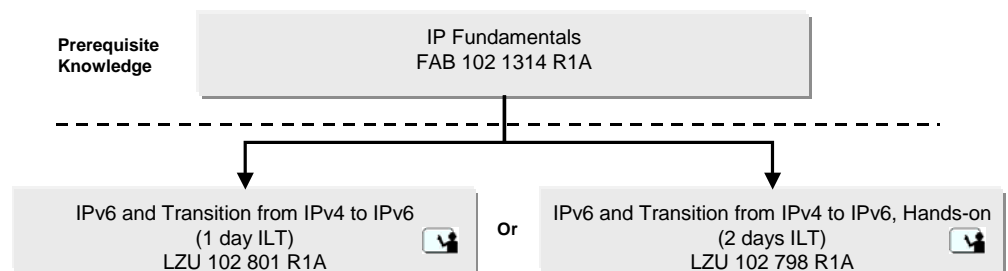 Prerequisite
Knowledge
IP Fundamentals
FAB 102 1314 R1A
IPv6 and Transition from IPv4 to IPv6
(1 day ILT)
LZU 102 801 R1A
Or
IPv6 and Transition from IPv4 to IPv6, Hands-on
(2 days ILT)
LZU 102 798 R1A